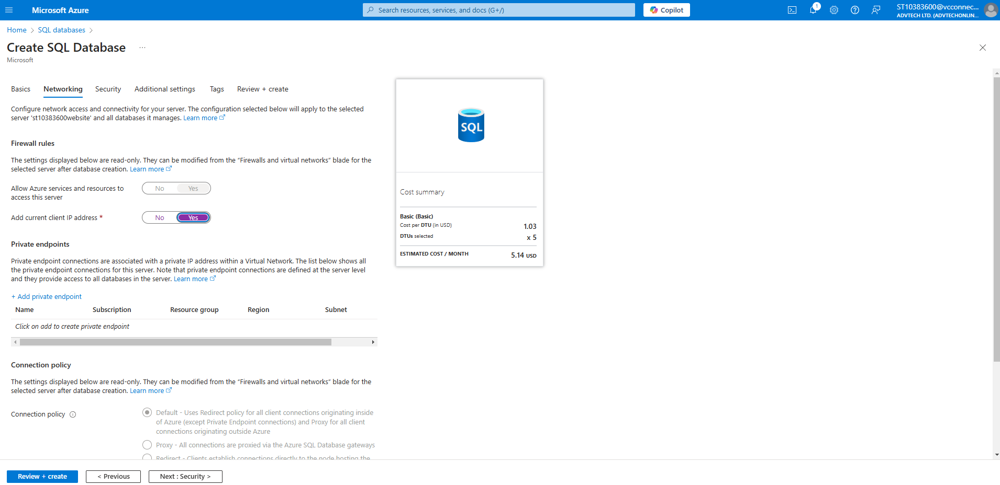 Microsoft Azure
Search resources, services, and docs (G+/)
Copilot
1
ST10383600@vcconnec...
ADVTECH LTD. (ADVTECHONLIN...
Home > SQL databases >
Create SQL Database ...
Microsoft
Basics Networking Security Additional settings Tags Review + create
Configure network access and connectivity for your server. The configuration selected below will apply to the selected
server 'st10383600website' and all databases it manages. Learn more
Firewall rules
The settings displayed below are read-only. They can be modified from the “Firewalls and virtual networks” blade for the
selected server after database creation. Learn more
Allow Azure services and resources to
access this server
No Yes
Add current client IP address *
No Yes
Private endpoints
Private endpoint connections are associated with a private IP address within a Virtual Network. The list below shows all
the private endpoint connections for this server. Note that private endpoint connections are defined at the server level
and they provide access to all databases in the server. Learn more
+ Add private endpoint
Name Subscription Resource group Region Subnet
Click on add to create private endpoint
Connection policy
The settings displayed below are read-only. They can be modified from the “Firewalls and virtual networks” blade for the
selected server after database creation. Learn more
Connection policy
Default - Uses Redirect policy for all client connections originating inside
of Azure (except Private Endpoint connections) and Proxy for all client
connections originating outside Azure
Proxy - All connections are proxied via the Azure SQL Database gateways
Redirect - Clients establish connections directly to the node hosting the
SQL
Cost summary
Basic (Basic)
Cost per DTU (in USD) 1.03
DTUs selected x 5
ESTIMATED COST / MONTH 5.14 USD
Review + create
< Previous
Next : Security >